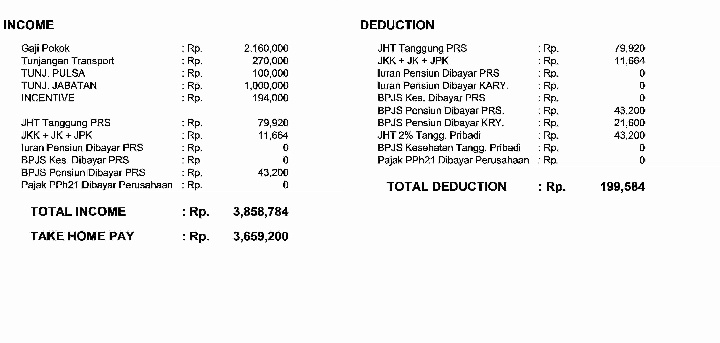 INCOME
Gaji Pokok : Rp. 2,160,000
Tunjangan Transport : Rp. 270,000
TUNJ. PULSA : Rp. 100,000
TUNJ. JABATAN : Rp. 1,000,000
INCENTIVE : Rp. 194,000
JHT Tanggung PRS : Rp. 79,920
JKK + JK + JPK : Rp. 11,664
Iuran Pensiun Dibayar PRS : Rp. 0
BPJS Kes. Dibayar PRS : Rp 0
BPJS Pensiun Dibayar PRS : Rp. 43,200
Pajak PPh21 Dibayar Perusahaan : Rp. 0
TOTAL INCOME : Rp. 3,858,784
TAKE HOME PAY : Rp. 3,659,200
DEDUCTION
JHT Tanggung PRS : Rp. 79,920
JKK + JK + JPK : Rp. 11,664
Iuran Pensiun Dibayar PRS : Rp. 0
Iuran Pensiun Dibayar KARY. : Rp. 0
BPJS Kes. Dibayar PRS : Rp. 0
BPJS Pensiun Dibayar PRS. : Rp. 43,200
BPJS Pensiun Dibayar KRY. : Rp. 21,600
JHT 2% Tangg. Pribadi : Rp. 43,200
BPJS Kesehatan Tangg. Pribadi : Rp. 0
Pajak PPh21 Dibayar Perusahaan : Rp. 0
TOTAL DEDUCTION : Rp. 199,584